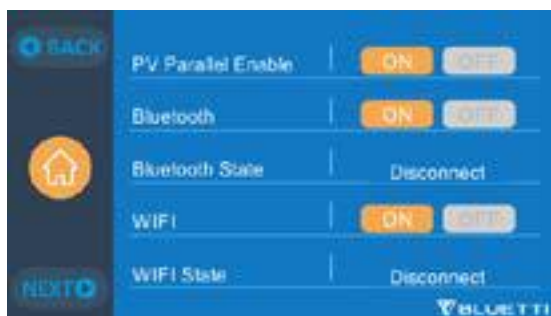 BACK
PV Parallel Enable ON OFF
Bluetooth ON OFF
Bluetooth State Disconnect
WIFI ON OFF
WIFI State Disconnect
NEXT
BLUETTI